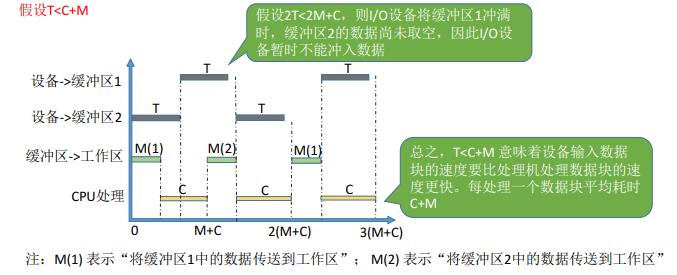 假设T<C+M
假设2T<2M+C，则I/O设备将缓冲区1冲满
时，缓冲区2的数据尚未取空，因此I/O设
备暂时不能冲入数据
设备->缓冲区1
T
T
设备->缓冲区2
T
T
缓冲区->工作区
M(1)
M(2)
M(1)
CPU处理
C
C
C
0
M+C
2(M+C)
3(M+C)
总之，T<C+M 意味着设备输入数据
块的速度要比处理机处理数据块的速
度更快。每处理一个数据块平均耗时
C+M
注：M(1) 表示“将缓冲区1中的数据传送到工作区”； M(2) 表示“将缓冲区2中的数据传送到工作区”